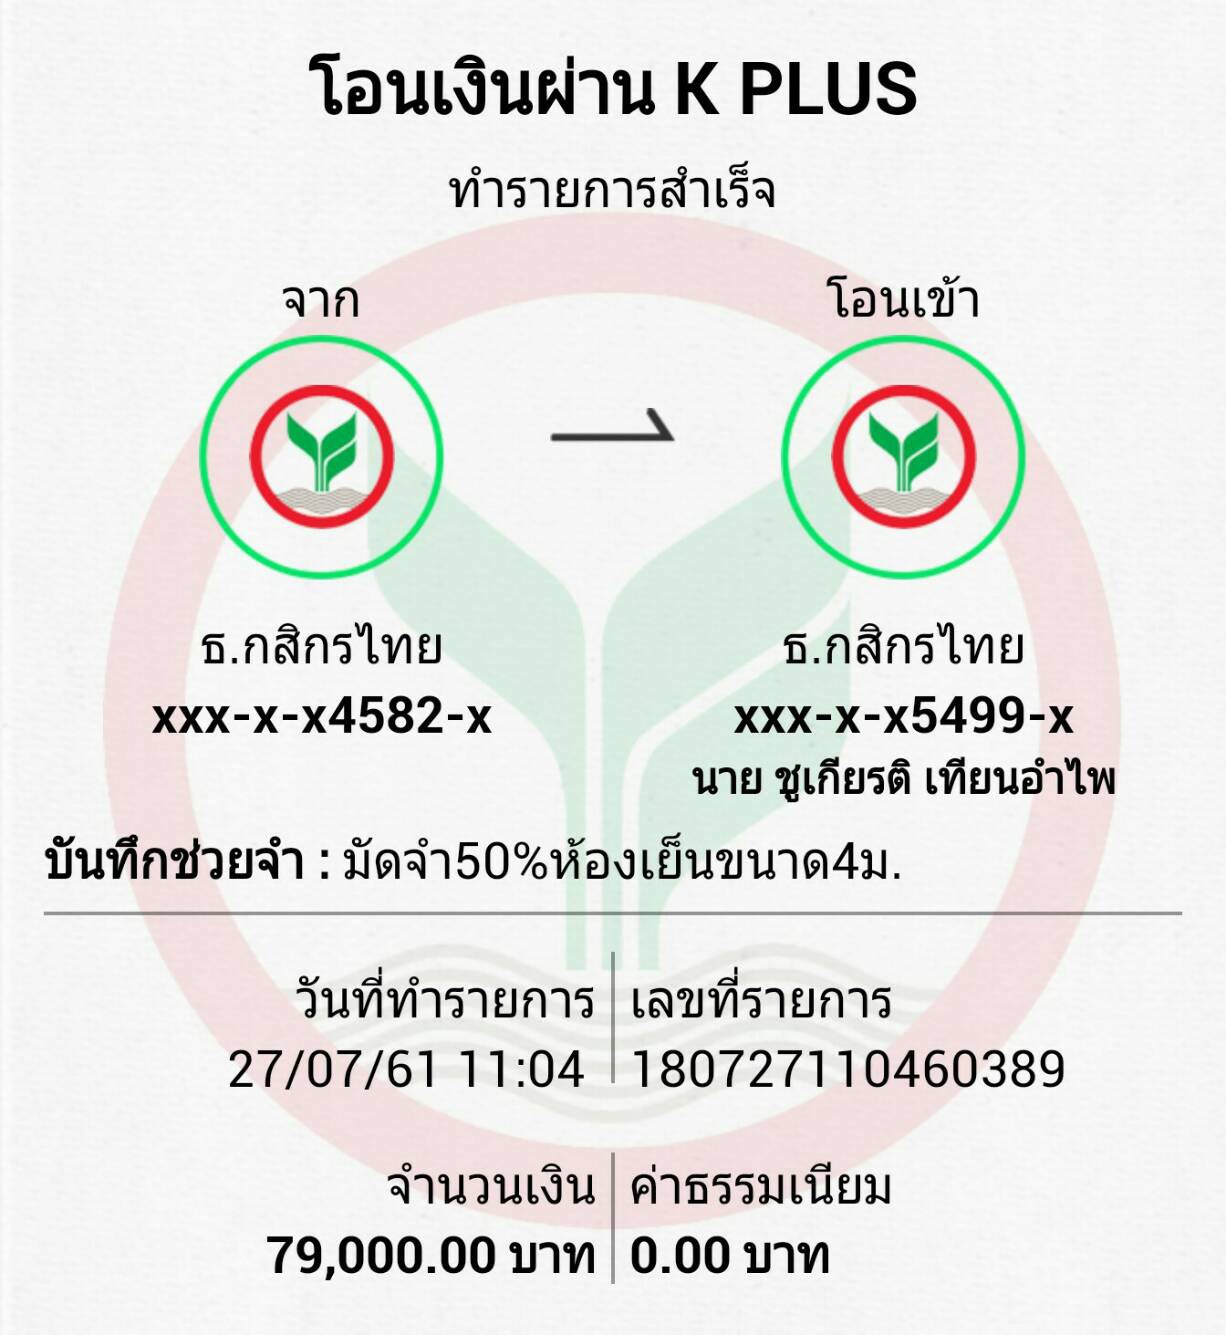 โอนเงินผ่าน K PLUS
ทำรายการสำเร็จ
จาก
โอนเข้า
ธ.กสิกรไทย
xxx-x-x4582-x
ธ.กสิกรไทย
xxx-x-x5499-x
นาย ชูเกียรติ เทียนอำไพ
บันทึกช่วยจำ : มัดจำ50%ห้องเย็นขนาด4ม.
วันที่ทำรายการ
27/07/61 11:04
เลขที่รายการ
180727110460389
จำนวนเงิน
79,000.00 บาท
ค่าธรรมเนียม
0.00 บาท